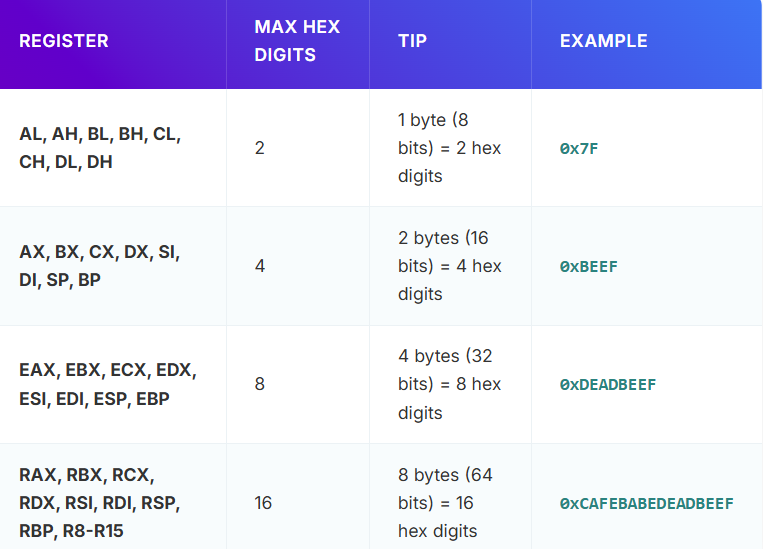 REGISTER
MAX HEX
DIGITS
TIP
EXAMPLE
AL, AH, BL, BH, CL,
CH, DL, DH
2
1 byte (8
bits) = 2 hex
digits
0x7F
AX, BX, CX, DX, SI,
DI, SP, BP
4
2 bytes (16
bits) = 4 hex
digits
0xBEEF
EAX, EBX, ECX, EDX,
ESI, EDI, ESP, EBP
8
4 bytes (32
bits) = 8 hex
digits
0xDEADBEEF
RAX, RBX, RCX,
RDX, RSI, RDI, RSP,
RBP, R8-R15
16
8 bytes (64
bits) = 16
hex digits
0xCAFEBABEDEADBEEF